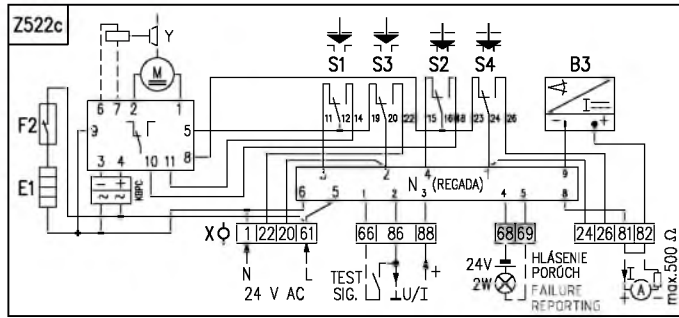 Z522c
Y
S1 S3 S2 S4 B3
M
I
- +
6 7 2 1
F2
9 5
8
3 4 10 11
11 12 14 19 20 22 15 16 18 23 24 26
- +
~ ~
KBPC
E1
3 2 4 1 9
N (REGADA)
6 5 1 2 3 4 5 8
X 1 22 20 61 66 86 88 68 69 24 26 81 82
N L
24 V AC
TEST
SIG.
⊥U/I +
24V
2W
HLÁSENIE
PORÚCH
FAILURE
REPORTING
I
+ A -
max.500 Ω